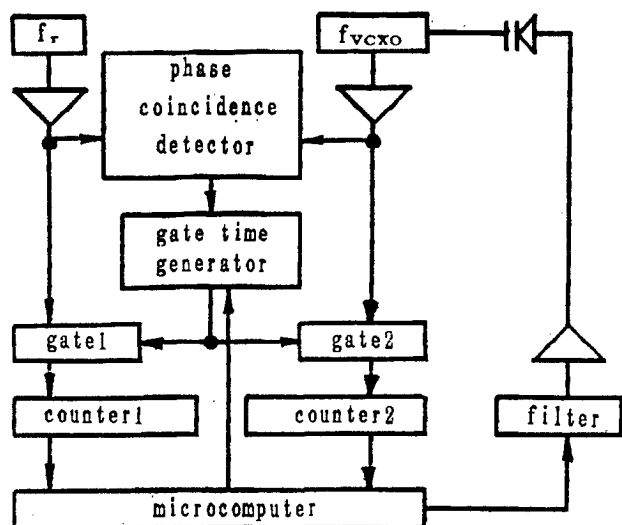 fr
fvcxo
phase
coincidence
detector
gate time
generator
gate1
gate2
counter1
counter2
filter
microcomputer